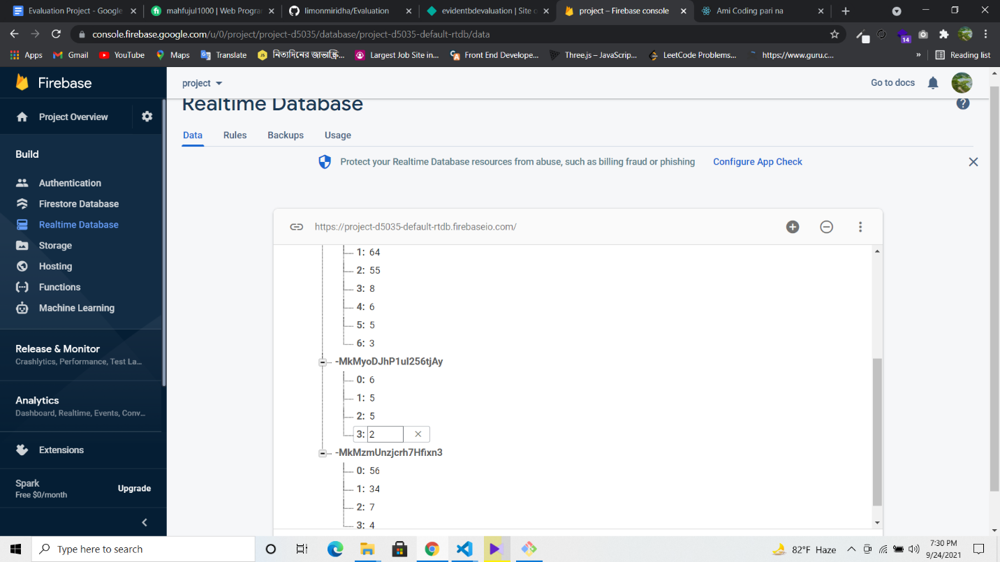 Evaluation Project - Google
mahfujul1000 | Web Progra
limonmiridha/Evaluation
evidentbdevaluation | Site o
project – Firebase console
Ami Coding pari na
console.firebase.google.com/u/0/project/project-d5035/database/project-d5035-default-rtdb/data
14
Apps
Gmail
YouTube
Maps
Translate
JS
Largest Job Site in...
Front End Develope...
Three.js – JavaScrip...
LeetCode Problems...
https://www.guru.c...
»
Reading list
Firebase
project
Go to docs
Realtime Database
Project Overview
Data
Rules
Backups
Usage
Build
Protect your Realtime Database resources from abuse, such as billing fraud or phishing
Configure App Check
Authentication
Firestore Database
Realtime Database
Storage
Hosting
Functions
Machine Learning
Release & Monitor
Crashlytics, Performance, Test La...
Analytics
Dashboard, Realtime, Events, Conv...
Extensions
Spark
Free $0/month
Upgrade
https://project-d5035-default-rtdb.firebaseio.com/
1: 64
2: 55
3: 8
4: 6
5: 5
6: 3
-MkMyoDJhP1ul256tjAy
0: 6
1: 5
2: 5
3: 2
-MkMzmUnzjcrh7Hfixn3
0: 56
1: 34
2: 7
3: 4
Type here to search
82°F Haze
7:30 PM
9/24/2021